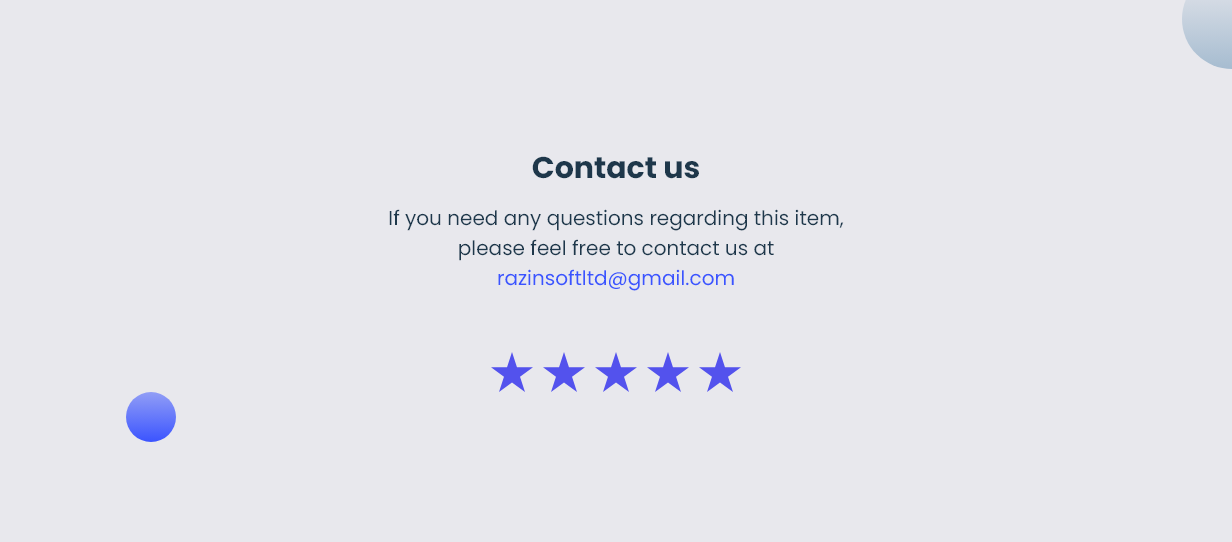 Contact us
If you need any questions regarding this item,
please feel free to contact us at
razinsoftltd@gmail.com